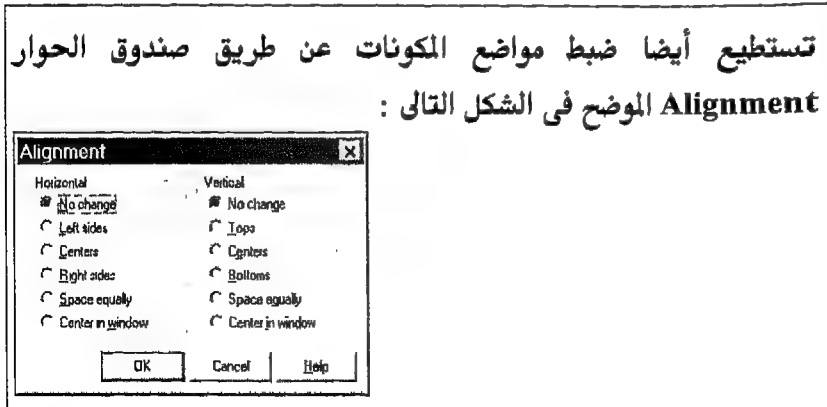 تستطيع أيضا ضبط مواضع المكونات عن طريق صندوق الحوار
Alignment الموضح فى الشكل التالى :
Alignment
Horizontal Vertical
No change No change
Left sides Tops
Centers Centers
Right sides Bottoms
Space equally Space equally
Center in window Center in window
OK Cancel Help